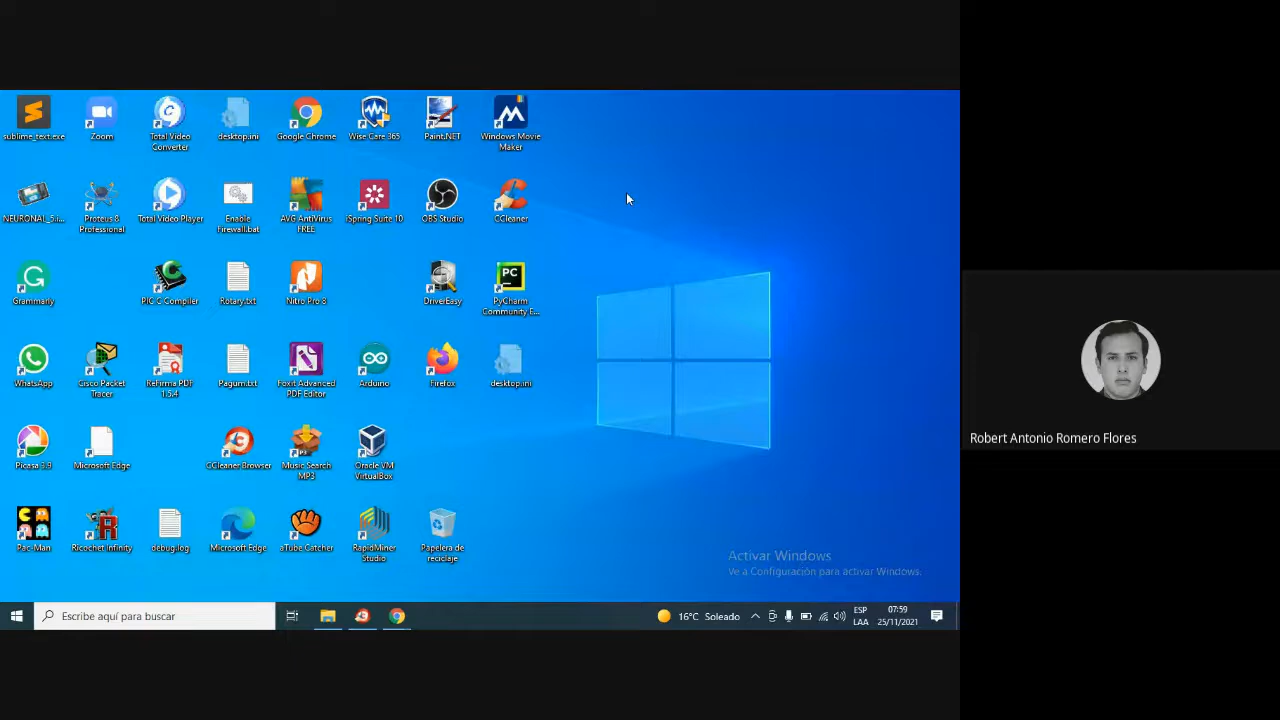 sublime_text.exe
Zoom
Total Video
Converter
desktop.ini
Google Chrome
Wise Care 365
Paint.NET
Windows Movie
Maker
NEURONAL_5.i...
Proteus 8
Professional
Total Video Player
Enable
Firewall.bat
AVG AntiVirus
FREE
iSpring Suite 10
OBS Studio
CCleaner
Grammarly
PIC C Compiler
Rotary.txt
Nitro Pro 8
DriverEasy
PC
PyCharm
Community E...
WhatsApp
Cisco Packet
Tracer
ReFirma PDF
1.5.4
Pagum.txt
Foxit Advanced
PDF Editor
Arduino
Firefox
desktop.ini
Picasa 3.9
Microsoft Edge
CCleaner Browser
Music Search
MP3
Oracle VM
VirtualBox
Pac-Man
Ricochet Infinity
debug.log
Microsoft Edge
aTube Catcher
RapidMiner
Studio
Papelera de
reciclaje
Activar Windows
Ve a Configuración para activar Windows.
Escribe aquí para buscar
16°C Soleado
ESP
LAA
07:59
25/11/2021
Robert Antonio Romero Flores